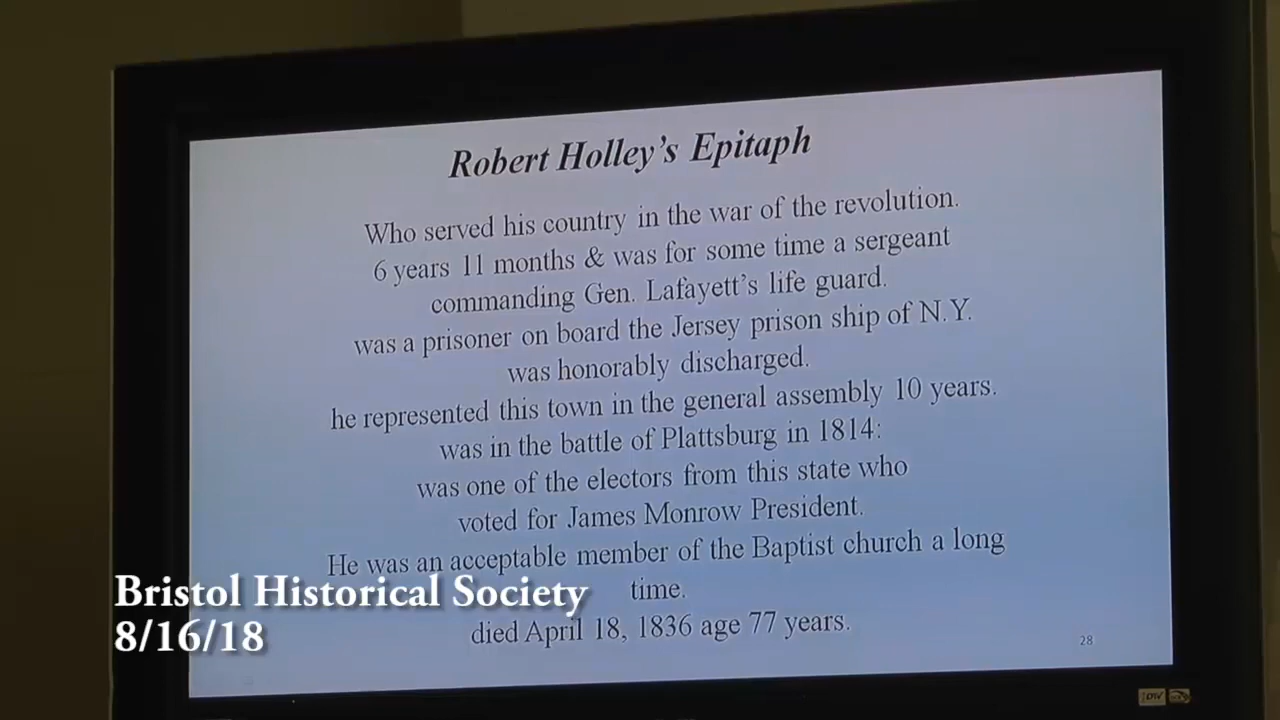 Robert Holley's Epitaph
Who served his country in the war of the revolution.
6 years 11 months & was for some time a sergeant
commanding Gen. Lafayett's life guard.
was a prisoner on board the Jersey prison ship of N.Y.
was honorably discharged.
he represented this town in the general assembly 10 years.
was in the battle of Plattsburg in 1814:
was one of the electors from this state who
voted for James Monrow President.
He was an acceptable member of the Baptist church a long
time.
died April 18, 1836 age 77 years.
28
Bristol Historical Society
8/16/18